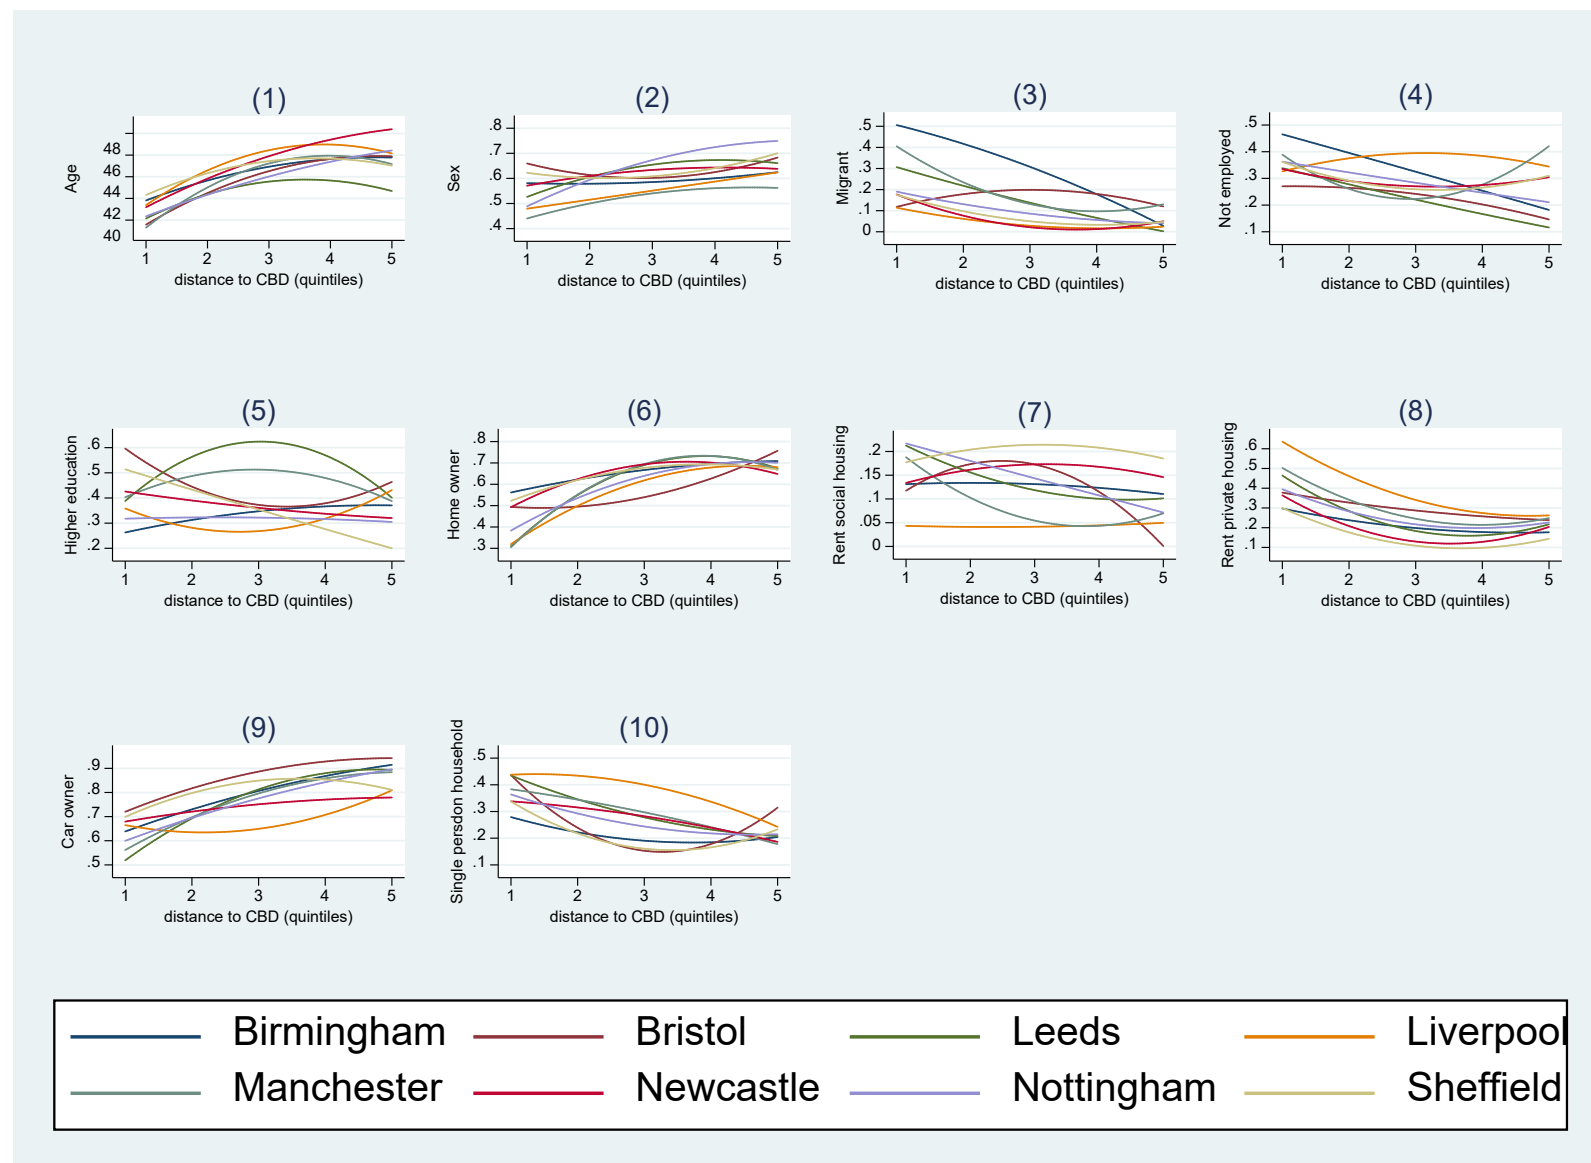 (1)
Age
48
46
44
42
40
1 2 3 4 5
distance to CBD (quintiles)
(2)
Sex
.8
.7
.6
.5
.4
1 2 3 4 5
distance to CBD (quintiles)
(3)
Migrant
.5
.4
.3
.2
.1
0
1 2 3 4 5
distance to CBD (quintiles)
(4)
Not employed
.5
.4
.3
.2
.1
1 2 3 4 5
distance to CBD (quintiles)
(5)
Higher education
.6
.5
.4
.3
.2
1 2 3 4 5
distance to CBD (quintiles)
(6)
Home owner
.8
.7
.6
.5
.4
.3
1 2 3 4 5
distance to CBD (quintiles)
(7)
Rent social housing
.2
.15
.1
.05
0
1 2 3 4 5
distance to CBD (quintiles)
(8)
Rent private housing
.6
.5
.4
.3
.2
.1
1 2 3 4 5
distance to CBD (quintiles)
(9)
Car owner
.9
.8
.7
.6
.5
1 2 3 4 5
distance to CBD (quintiles)
(10)
Single persdon household
.5
.4
.3
.2
.1
1 2 3 4 5
distance to CBD (quintiles)
Birmingham Bristol Leeds Liverpool
Manchester Newcastle Nottingham Sheffield